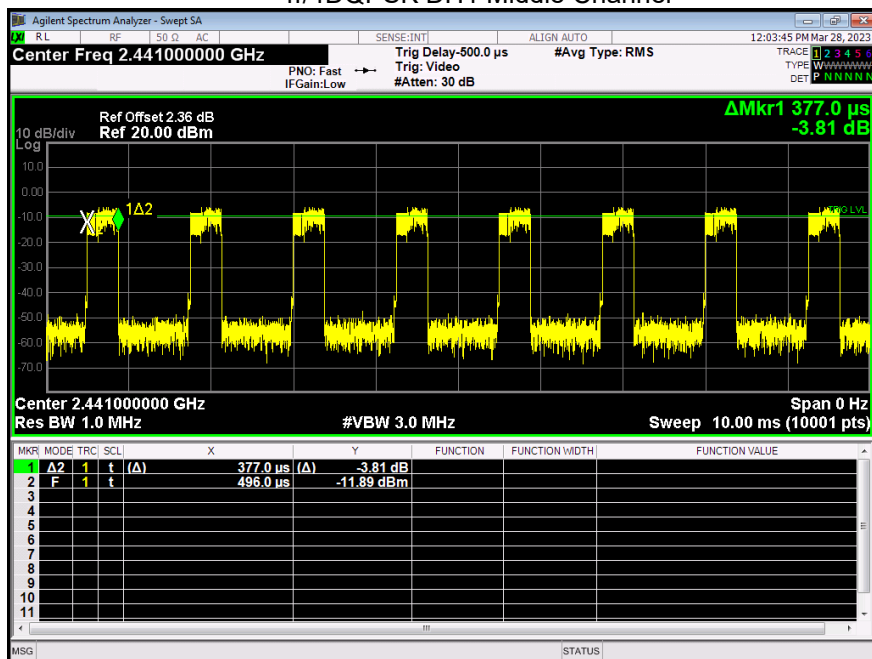 Agilent Spectrum Analyzer - Swept SA
LXI RL RF 50 Ω AC SENSE:INT ALIGN AUTO 12:03:45 PM Mar 28, 2023
Center Freq 2.441000000 GHz
PNO: Fast
IFGain:Low
Trig Delay-500.0 µs
Trig: Video
#Atten: 30 dB
#Avg Type: RMS
TRACE 1 2 3 4 5 6
TYPE WWWWWWW
DET P N N N N N
ΔMkr1 377.0 µs
-3.81 dB
Ref Offset 2.36 dB
10 dB/div Ref 20.00 dBm
Log
10.0
0.00
-10.0
-20.0
-30.0
-40.0
-50.0
-60.0
-70.0
1Δ2
TRIG LVL
Center 2.441000000 GHz Span 0 Hz
Res BW 1.0 MHz #VBW 3.0 MHz Sweep 10.00 ms (10001 pts)
MKR MODE TRC SCL X Y FUNCTION FUNCTION WIDTH FUNCTION VALUE
1 Δ2 1 t (Δ) 377.0 µs (Δ) -3.81 dB
2 F 1 t 496.0 µs -11.89 dBm
3
4
5
6
7
8
9
10
11
MSG STATUS